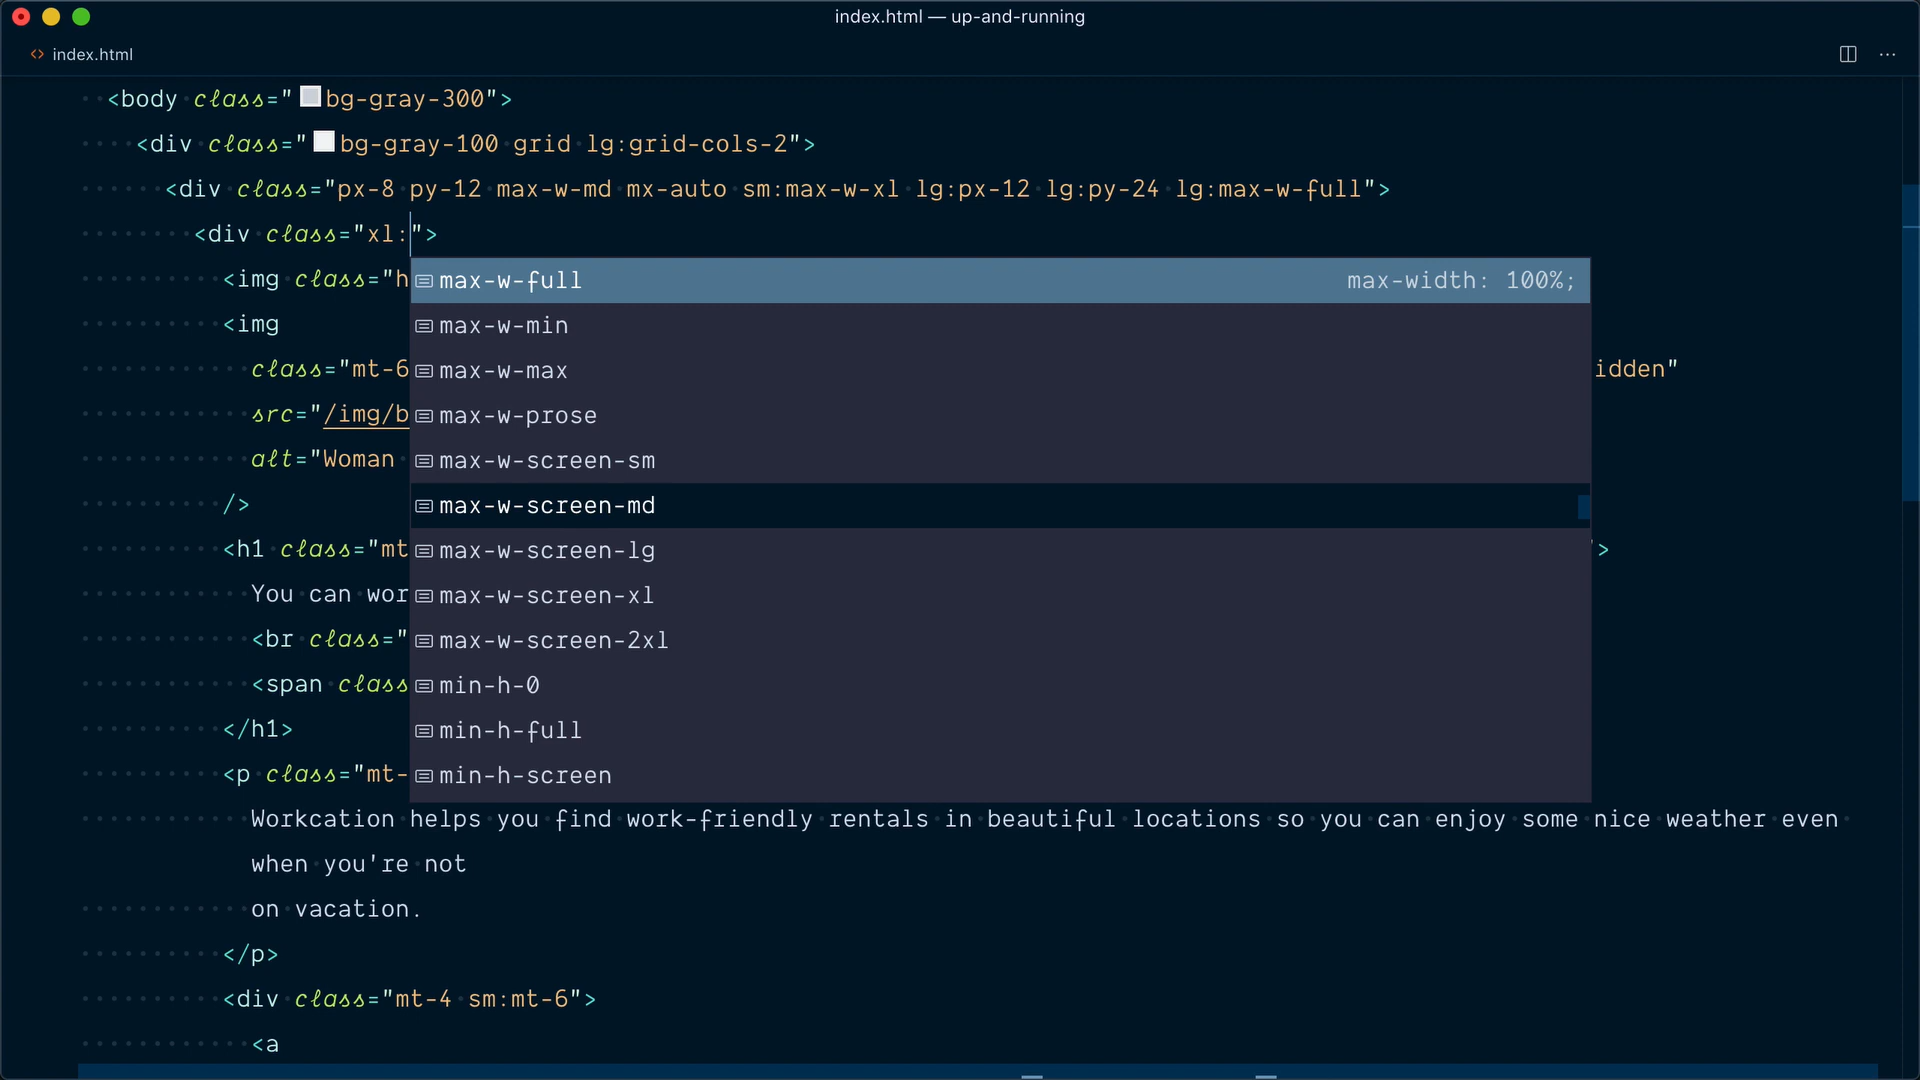 index.html — up-and-running
<> index.html
<body class="bg-gray-300">
<div class="bg-gray-100 grid lg:grid-cols-2">
<div class="px-8 py-12 max-w-md mx-auto sm:max-w-xl lg:px-12 lg:py-24 lg:max-w-full">
<div class="xl:">
<img class="h
max-w-full max-width: 100%;
<img
max-w-min
class="mt-6
max-w-max
idden"
src="/img/b
max-w-prose
alt="Woman
max-w-screen-sm
/>
max-w-screen-md
<h1 class="mt
max-w-screen-lg
">
You can wor
max-w-screen-xl
<br class="
max-w-screen-2xl
<span class
min-h-0
</h1>
min-h-full
<p class="mt-
min-h-screen
Workcation helps you find work-friendly rentals in beautiful locations so you can enjoy some nice weather even
when you're not
on vacation.
</p>
<div class="mt-4 sm:mt-6">
<a